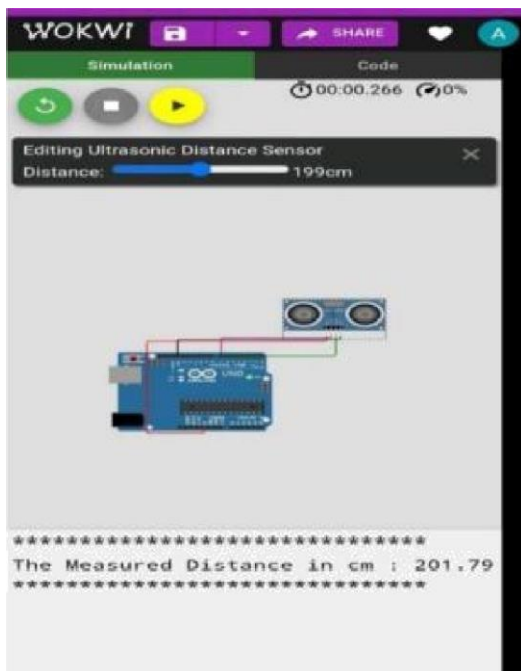 WOKWI SHARE A
Simulation Code
00:00.266 0%
Editing Ultrasonic Distance Sensor
Distance: 199cm
UNO
********************************
The Measured Distance in cm : 201.79
********************************